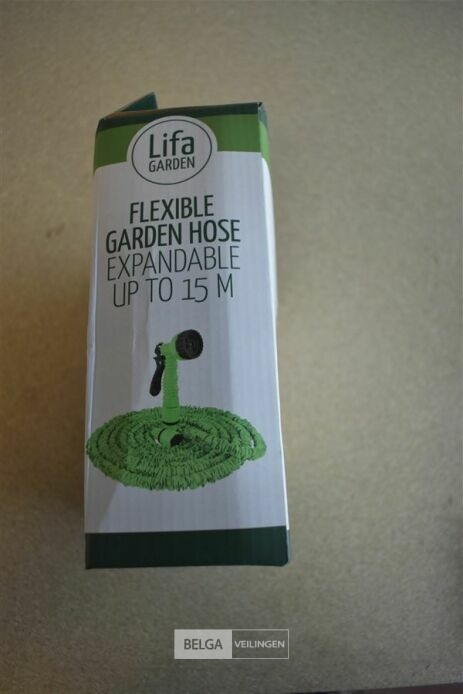 Lifa
GARDEN
FLEXIBLE
GARDEN HOSE
EXPANDABLE
UP TO 15 M
BELGA VEILINGEN